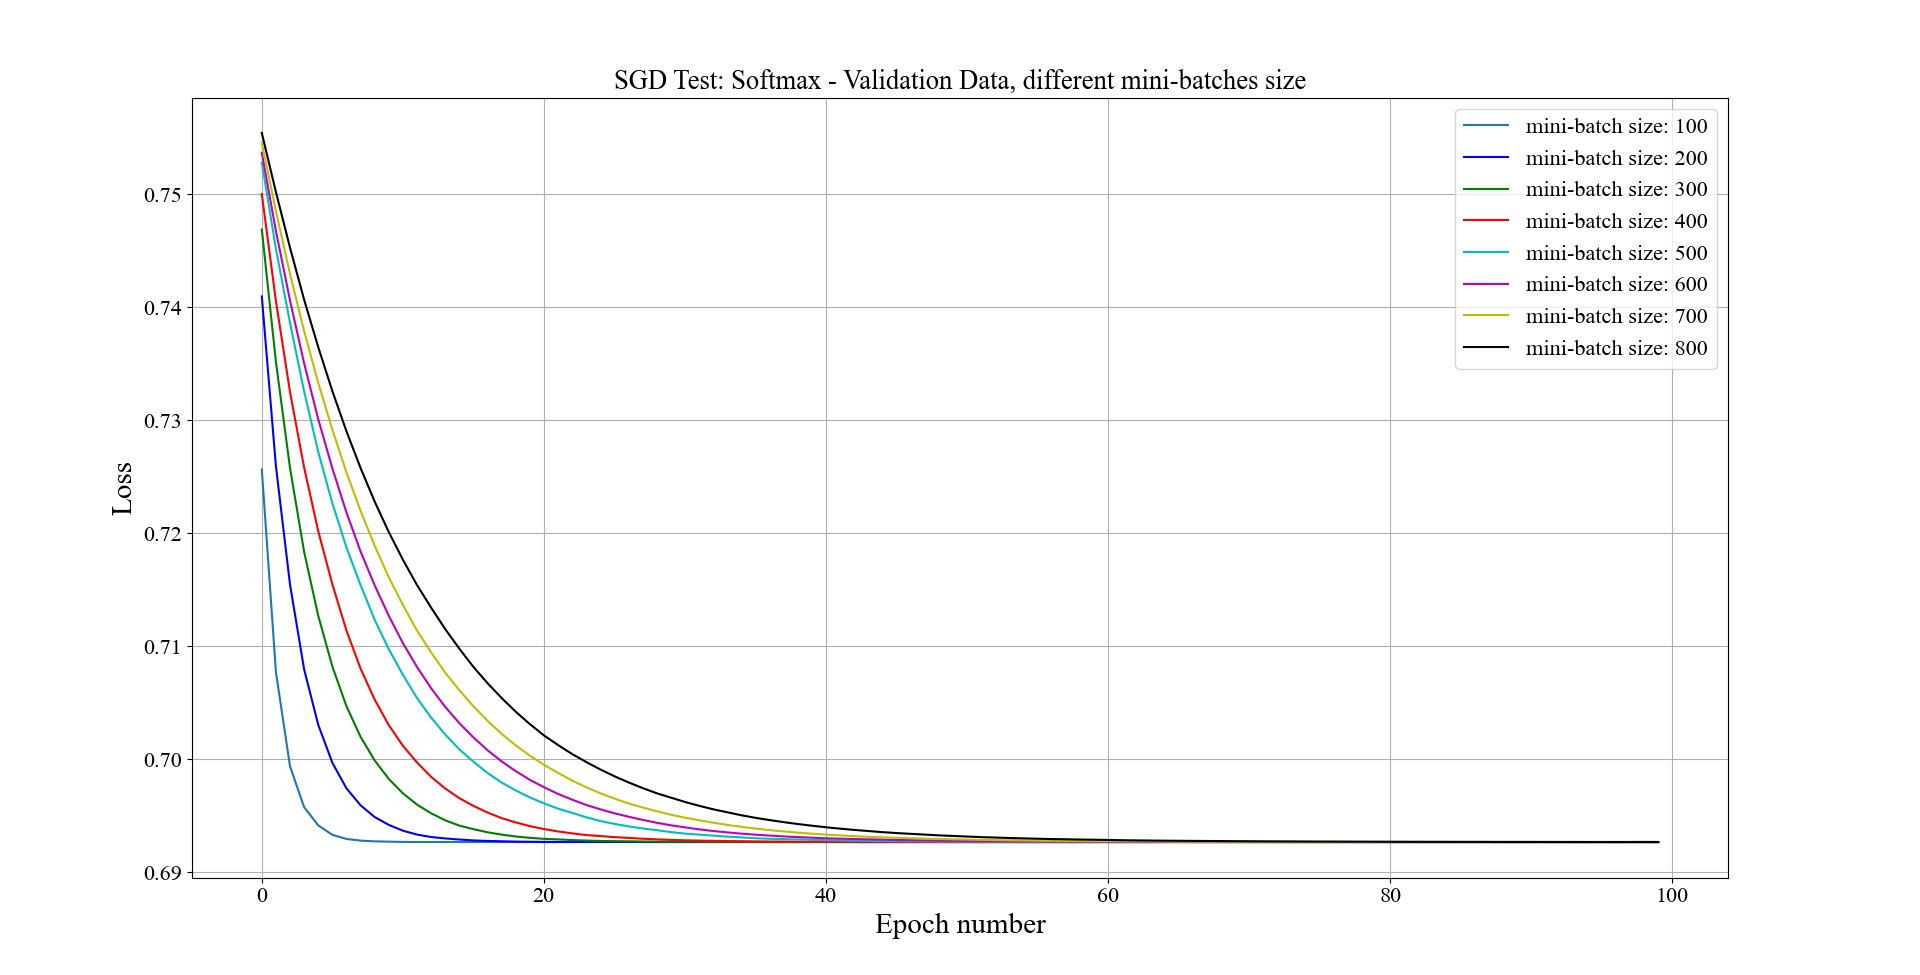 SGD Test: Softmax - Validation Data, different mini-batches size
mini-batch size: 100
mini-batch size: 200
mini-batch size: 300
mini-batch size: 400
mini-batch size: 500
mini-batch size: 600
mini-batch size: 700
mini-batch size: 800
Loss
0.75
0.74
0.73
0.72
0.71
0.70
0.69
0 20 40 60 80 100
Epoch number